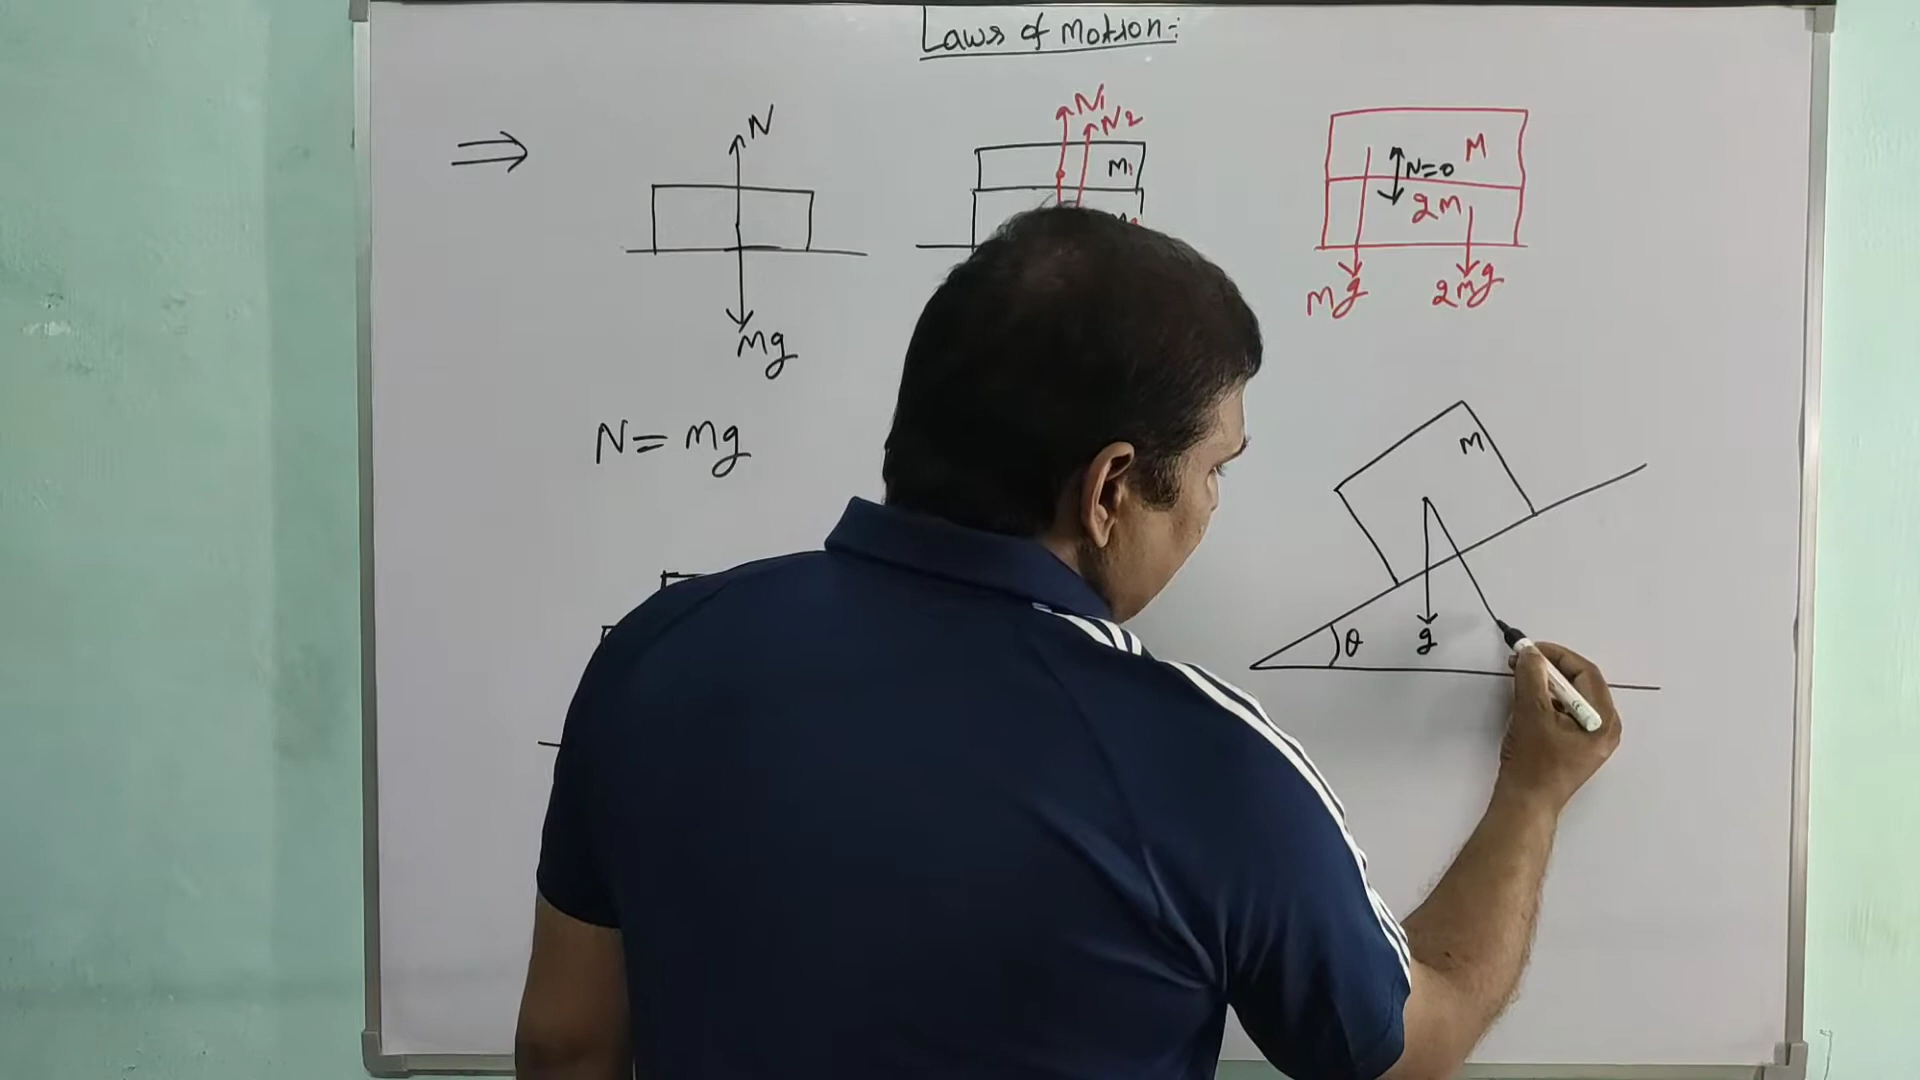 Laws of motion:-
N
Mg
N = mg
N1
N2
M1
M
N=0
2M
Mg
2Mg
M
θ
g